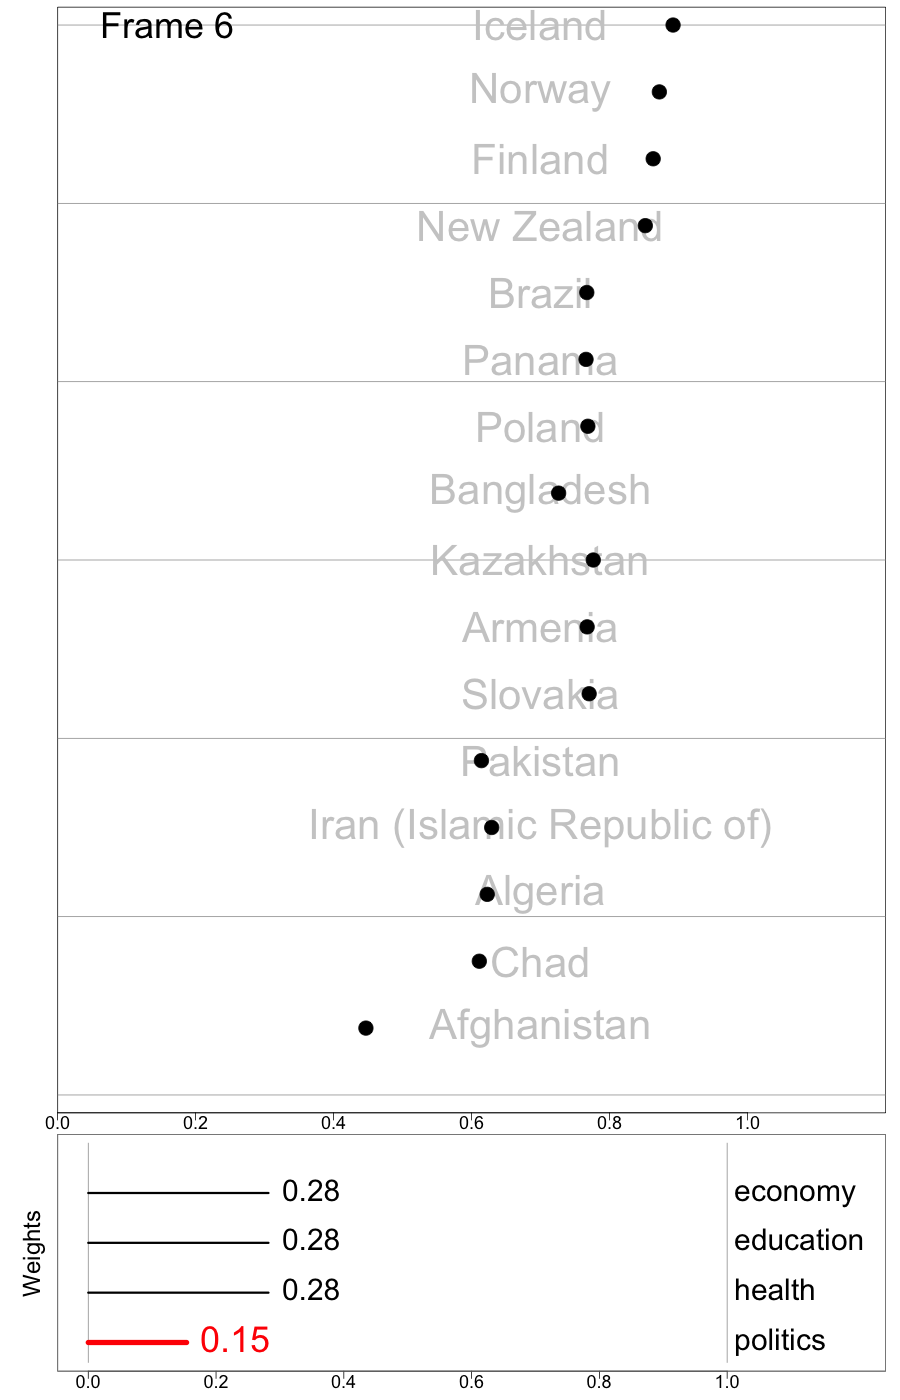 Frame 6
Iceland
Norway
Finland
New Zealand
Brazil
Panama
Poland
Bangladesh
Kazakhstan
Armenia
Slovakia
Pakistan
Iran (Islamic Republic of)
Algeria
Chad
Afghanistan
0.0 0.2 0.4 0.6 0.8 1.0
Weights
0.28 economy
0.28 education
0.28 health
0.15 politics
0.0 0.2 0.4 0.6 0.8 1.0